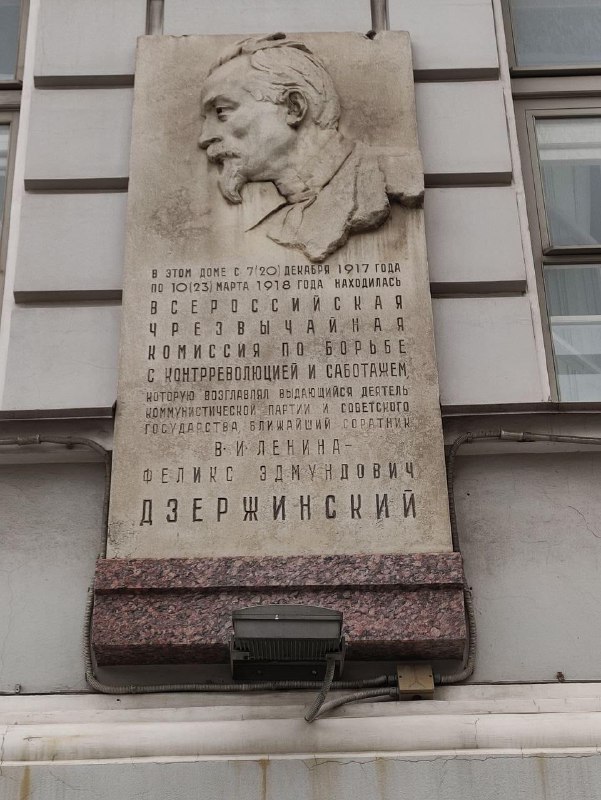 В ЭТОМ ДОМЕ С 7(20) ДЕКАБРЯ 1917 ГОДА
ПО 10(23) МАРТА 1918 ГОДА НАХОДИЛАСЬ
ВСЕРОССИЙСКАЯ
ЧРЕЗВЫЧАЙНАЯ
КОМИССИЯ ПО БОРЬБЕ
С КОНТРРЕВОЛЮЦИЕЙ И САБОТАЖЕМ,
КОТОРУЮ ВОЗГЛАВЛЯЛ ВЫДАЮЩИЙСЯ ДЕЯТЕЛЬ
КОММУНИСТИЧЕСКОЙ ПАРТИИ И СОВЕТСКОГО
ГОСУДАРСТВА, БЛИЖАЙШИЙ СОРАТНИК
В·И·ЛЕНИНА-
ФЕЛИКС ЭДМУНДОВИЧ
ДЗЕРЖИНСКИЙ